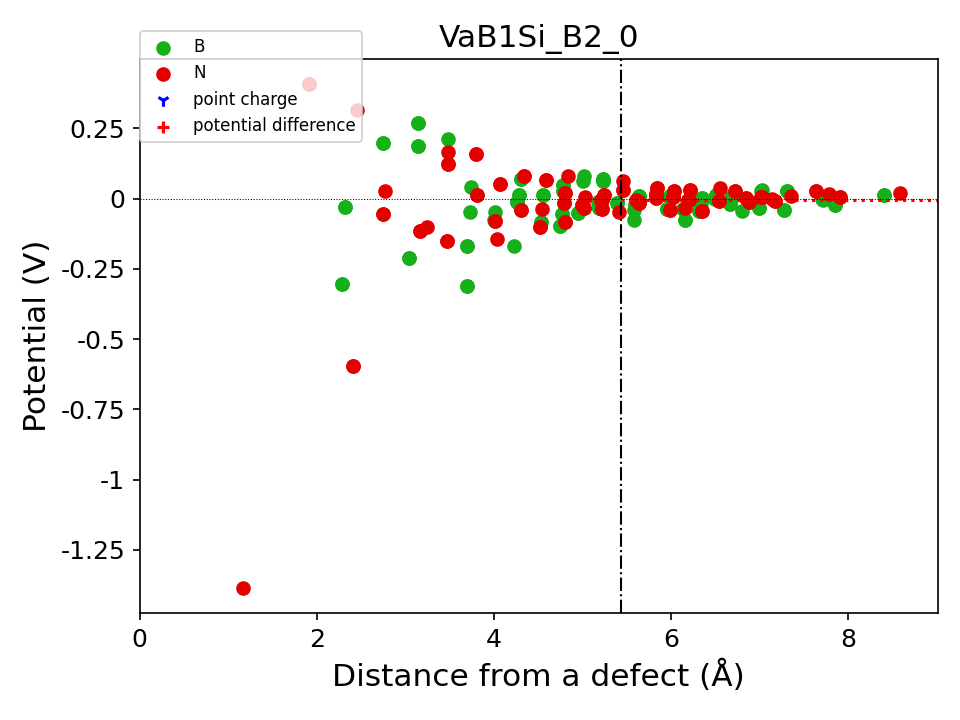 VaB1Si_B2_0
B
N
point charge
potential difference
0.25
0
-0.25
-0.5
-0.75
-1
-1.25
Potential (V)
0 2 4 6 8
Distance from a defect (Å)